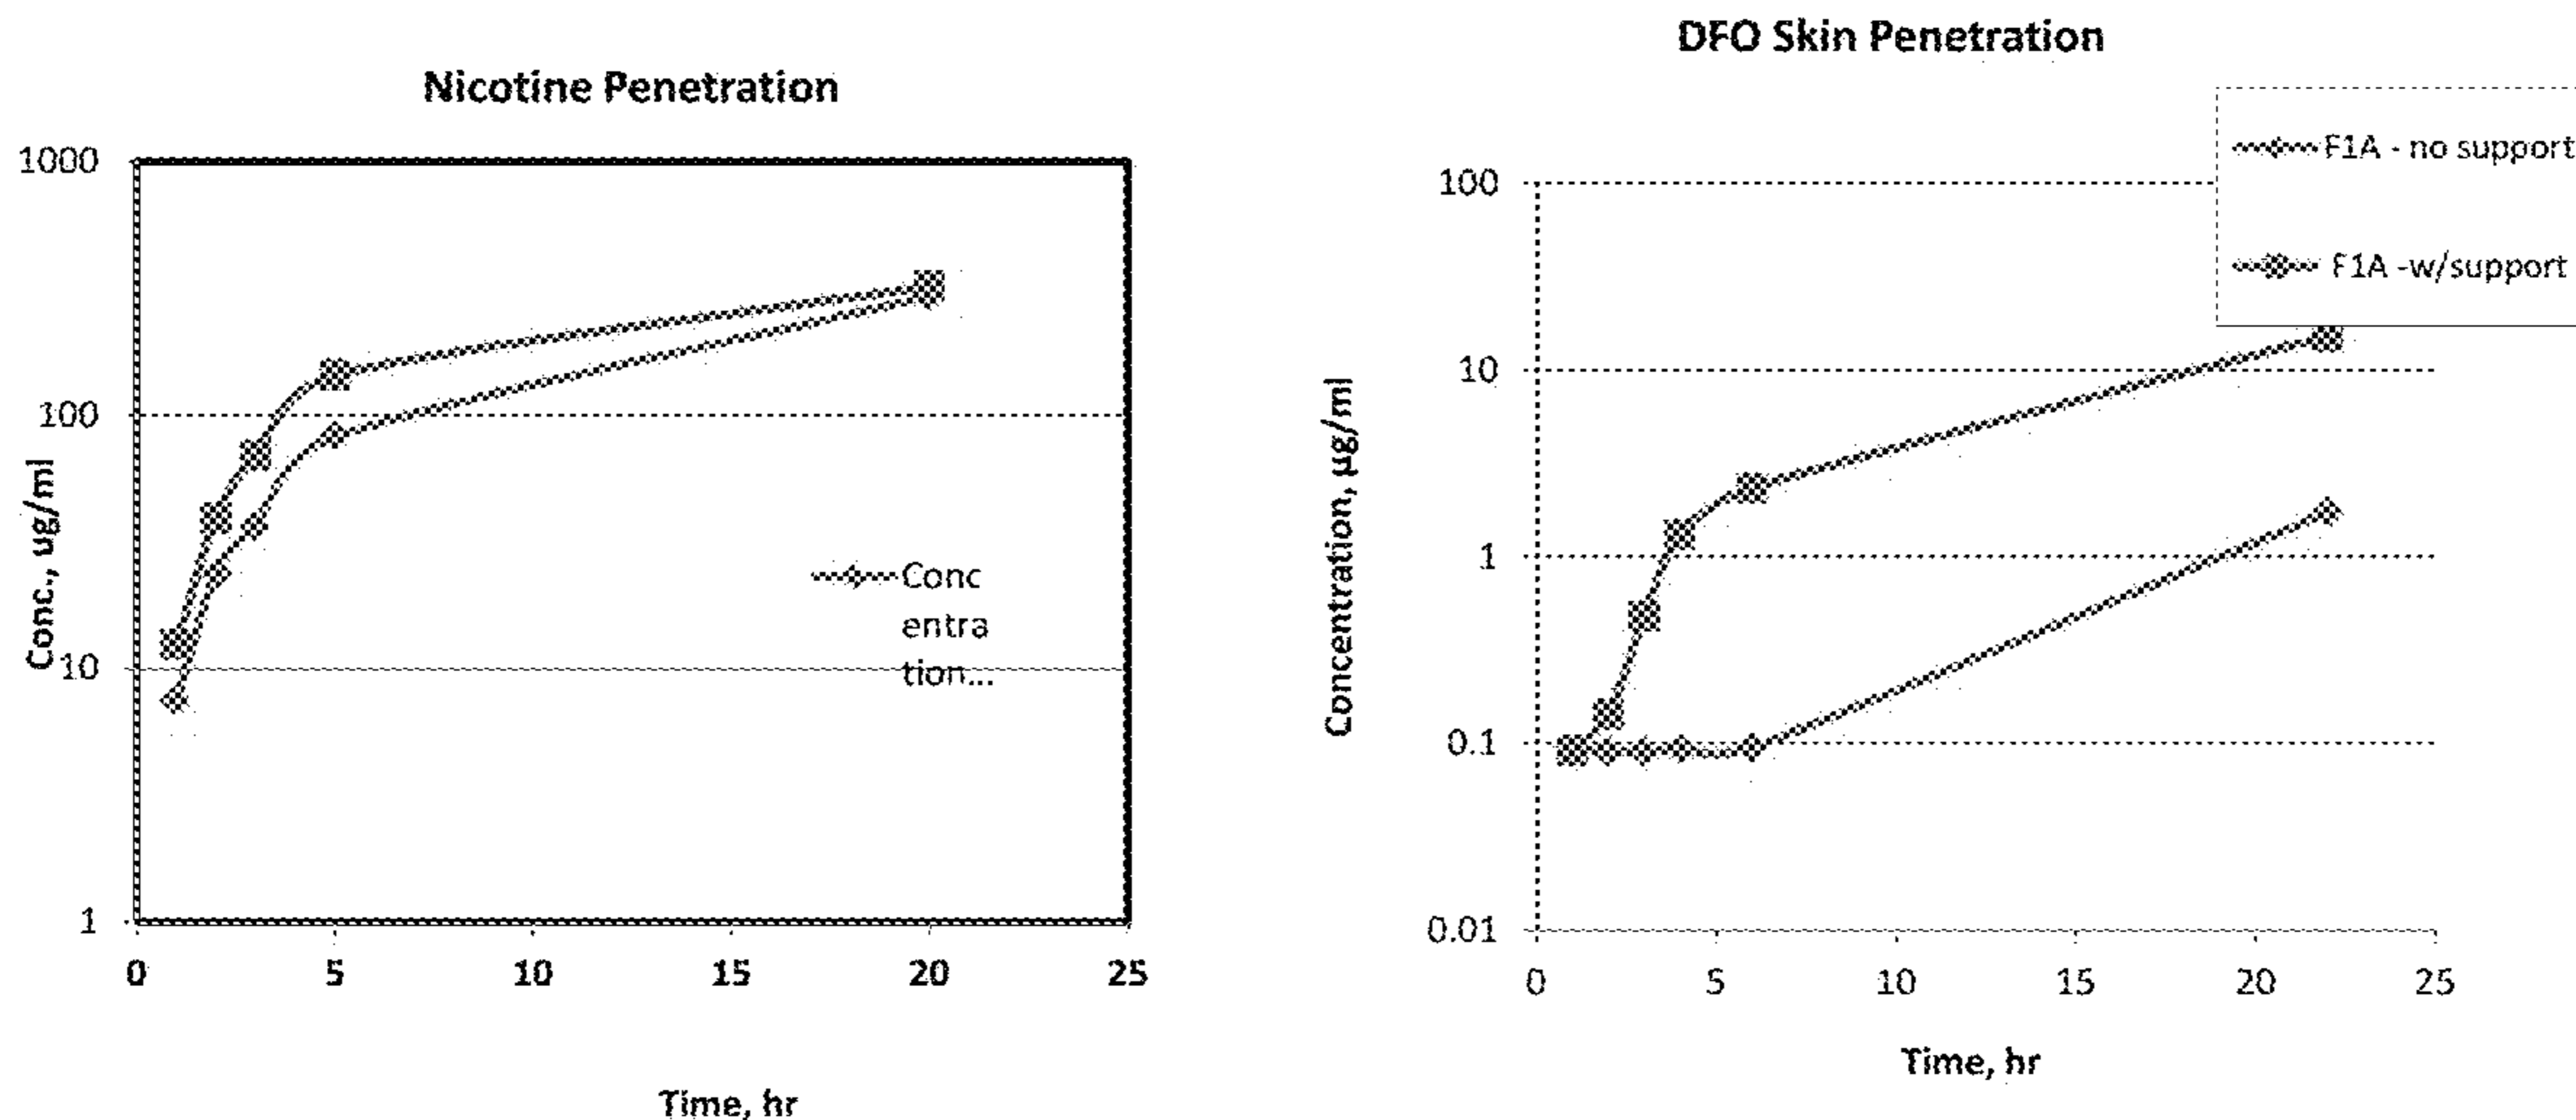 Nicotine Penetration
1000
100
10
1
Conc., ug/ml
0 5 10 15 20 25
Time, hr
Conc
entra
tion...
DFO Skin Penetration
100
10
1
0.1
0.01
Concentration, µg/ml
0 5 10 15 20 25
Time, hr
F1A - no support
F1A -w/support